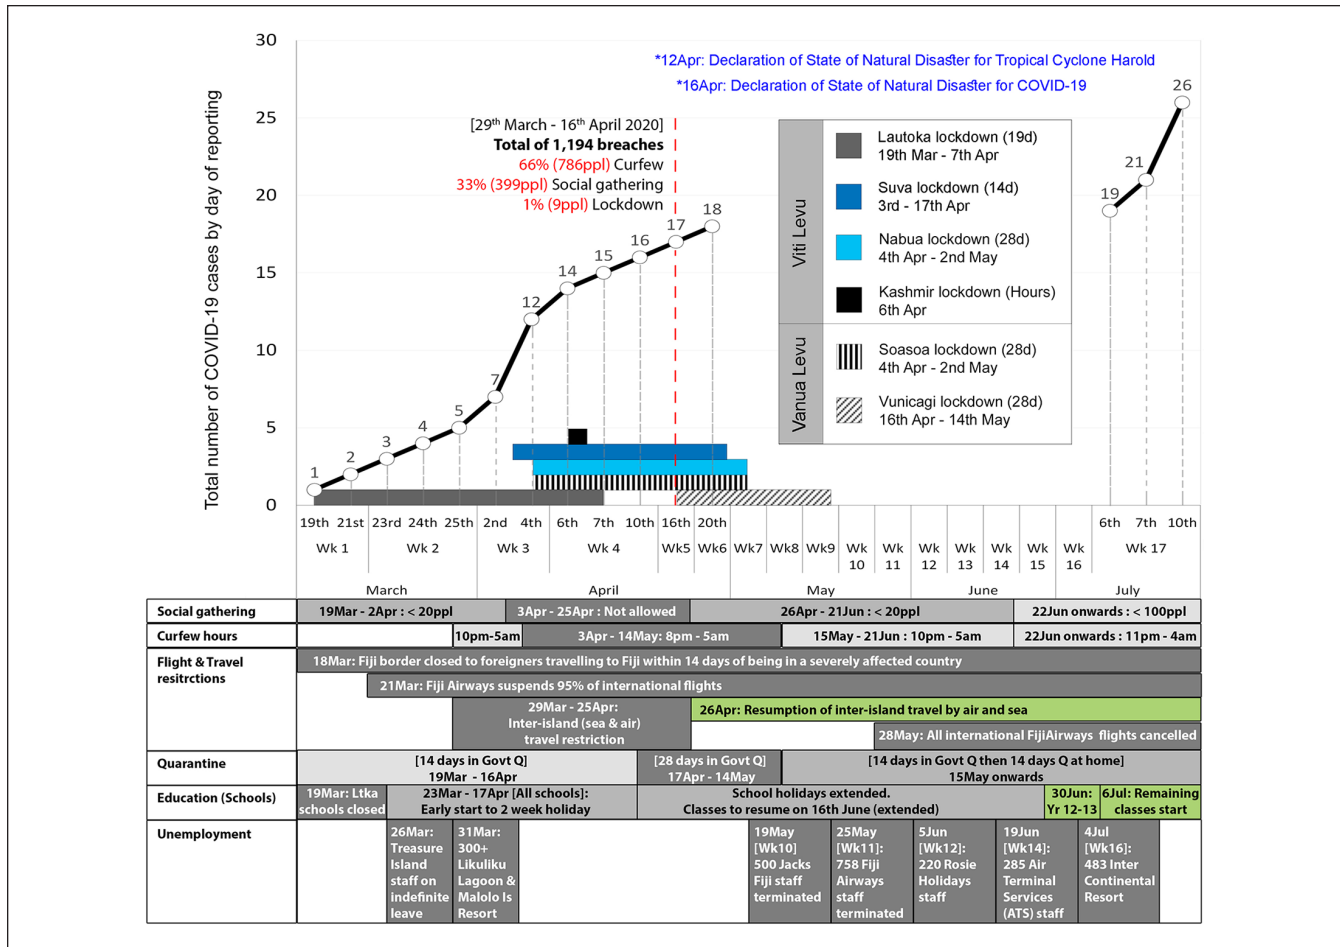 Total number of COVID-19 cases by day of reporting
30
25
20
15
10
5
0
*12Apr: Declaration of State of Natural Disaster for Tropical Cyclone Harold
*16Apr: Declaration of State of Natural Disaster for COVID-19
[29th March - 16th April 2020]
Total of 1,194 breaches
66% (786ppl) Curfew
33% (399ppl) Social gathering
1% (9ppl) Lockdown
1
2
3
4
5
7
12
14
15
16
17
18
19
21
26
Viti Levu
Lautoka lockdown (19d)
19th Mar - 7th Apr
Suva lockdown (14d)
3rd - 17th Apr
Nabua lockdown (28d)
4th Apr - 2nd May
Kashmir lockdown (Hours)
6th Apr
Vanua Levu
Soasoa lockdown (28d)
4th Apr - 2nd May
Vunicagi lockdown (28d)
16th Apr - 14th May
19th 21st 23rd 24th 25th 2nd 4th 6th 7th 10th 16th 20th 6th 7th 10th
Wk 1 Wk 2 Wk 3 Wk 4 Wk5 Wk6 Wk7 Wk8 Wk9 Wk 10 Wk 11 Wk 12 Wk 13 Wk 14 Wk 15 Wk 16 Wk 17
March April May June July
Social gathering
19Mar - 2Apr : < 20ppl
3Apr - 25Apr : Not allowed
26Apr - 21Jun : < 20ppl
22Jun onwards : < 100ppl
Curfew hours
10pm-5am
3Apr - 14May: 8pm - 5am
15May - 21Jun : 10pm - 5am
22Jun onwards : 11pm - 4am
Flight & Travel
resitrctions
18Mar: Fiji border closed to foreigners travelling to Fiji within 14 days of being in a severely affected country
21Mar: Fiji Airways suspends 95% of international flights
29Mar - 25Apr:
Inter-island (sea & air)
travel restriction
26Apr: Resumption of inter-island travel by air and sea
28May: All international FijiAirways flights cancelled
Quarantine
[14 days in Govt Q]
19Mar - 16Apr
[28 days in Govt Q]
17Apr - 14May
[14 days in Govt Q then 14 days Q at home]
15May onwards
Education (Schools)
19Mar: Ltka
schools closed
23Mar - 17Apr [All schools]:
Early start to 2 week holiday
School holidays extended.
Classes to resume on 16th June (extended)
30Jun:
Yr 12-13
6Jul: Remaining
classes start
Unemployment
26Mar:
Treasure
Island
staff on
indefinite
leave
31Mar:
300+
Likuliku
Lagoon &
Malolo Is
Resort
19May
[Wk10]
500 Jacks
Fiji staff
terminated
25May
[Wk11]:
758 Fiji
Airways
staff
terminated
5Jun
[Wk12]:
220 Rosie
Holidays
staff
19Jun
[Wk14]:
285 Air
Terminal
Services
(ATS) staff
4Jul
[Wk16]:
483 Inter
Continental
Resort